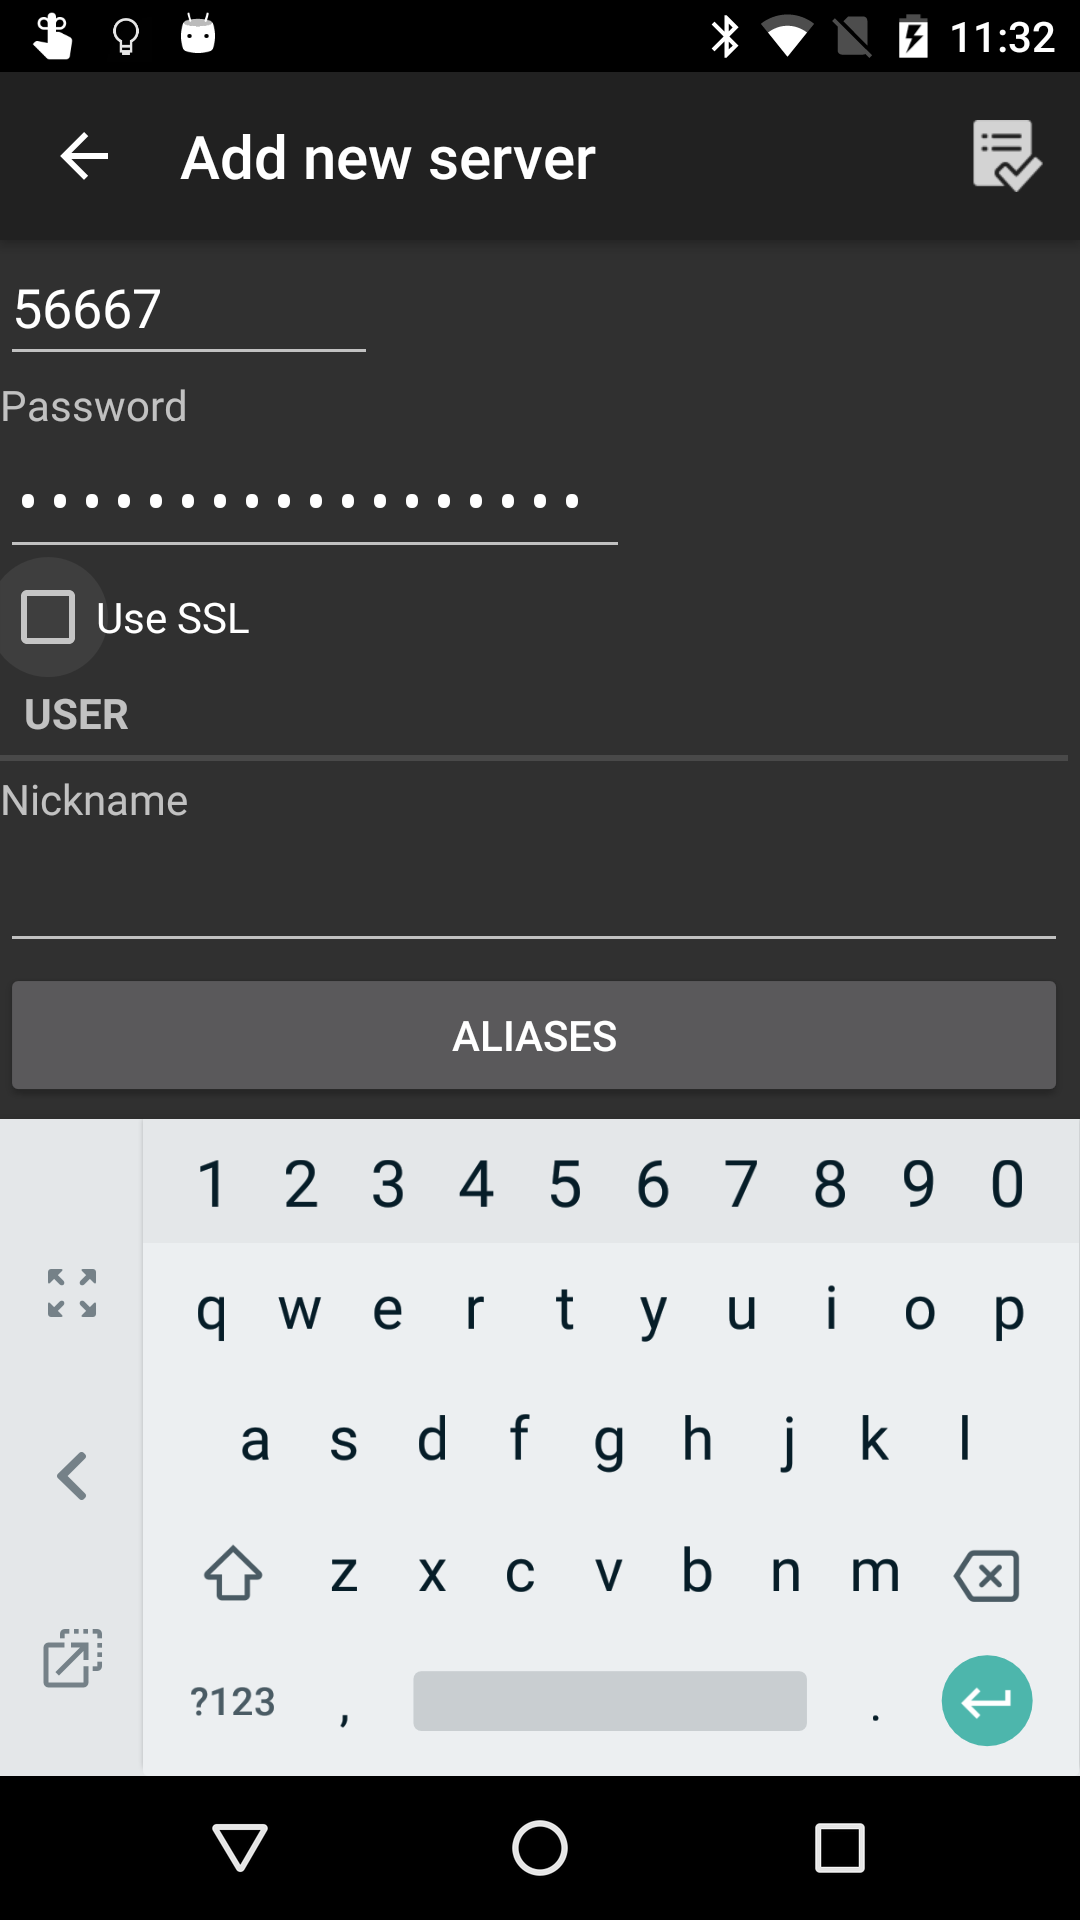 11:32
Add new server
56667
Password
••••••••••••••••••
Use SSL
USER
Nickname
ALIASES
1 2 3 4 5 6 7 8 9 0
q w e r t y u i o p
a s d f g h j k l
z x c v b n m
?123 , .